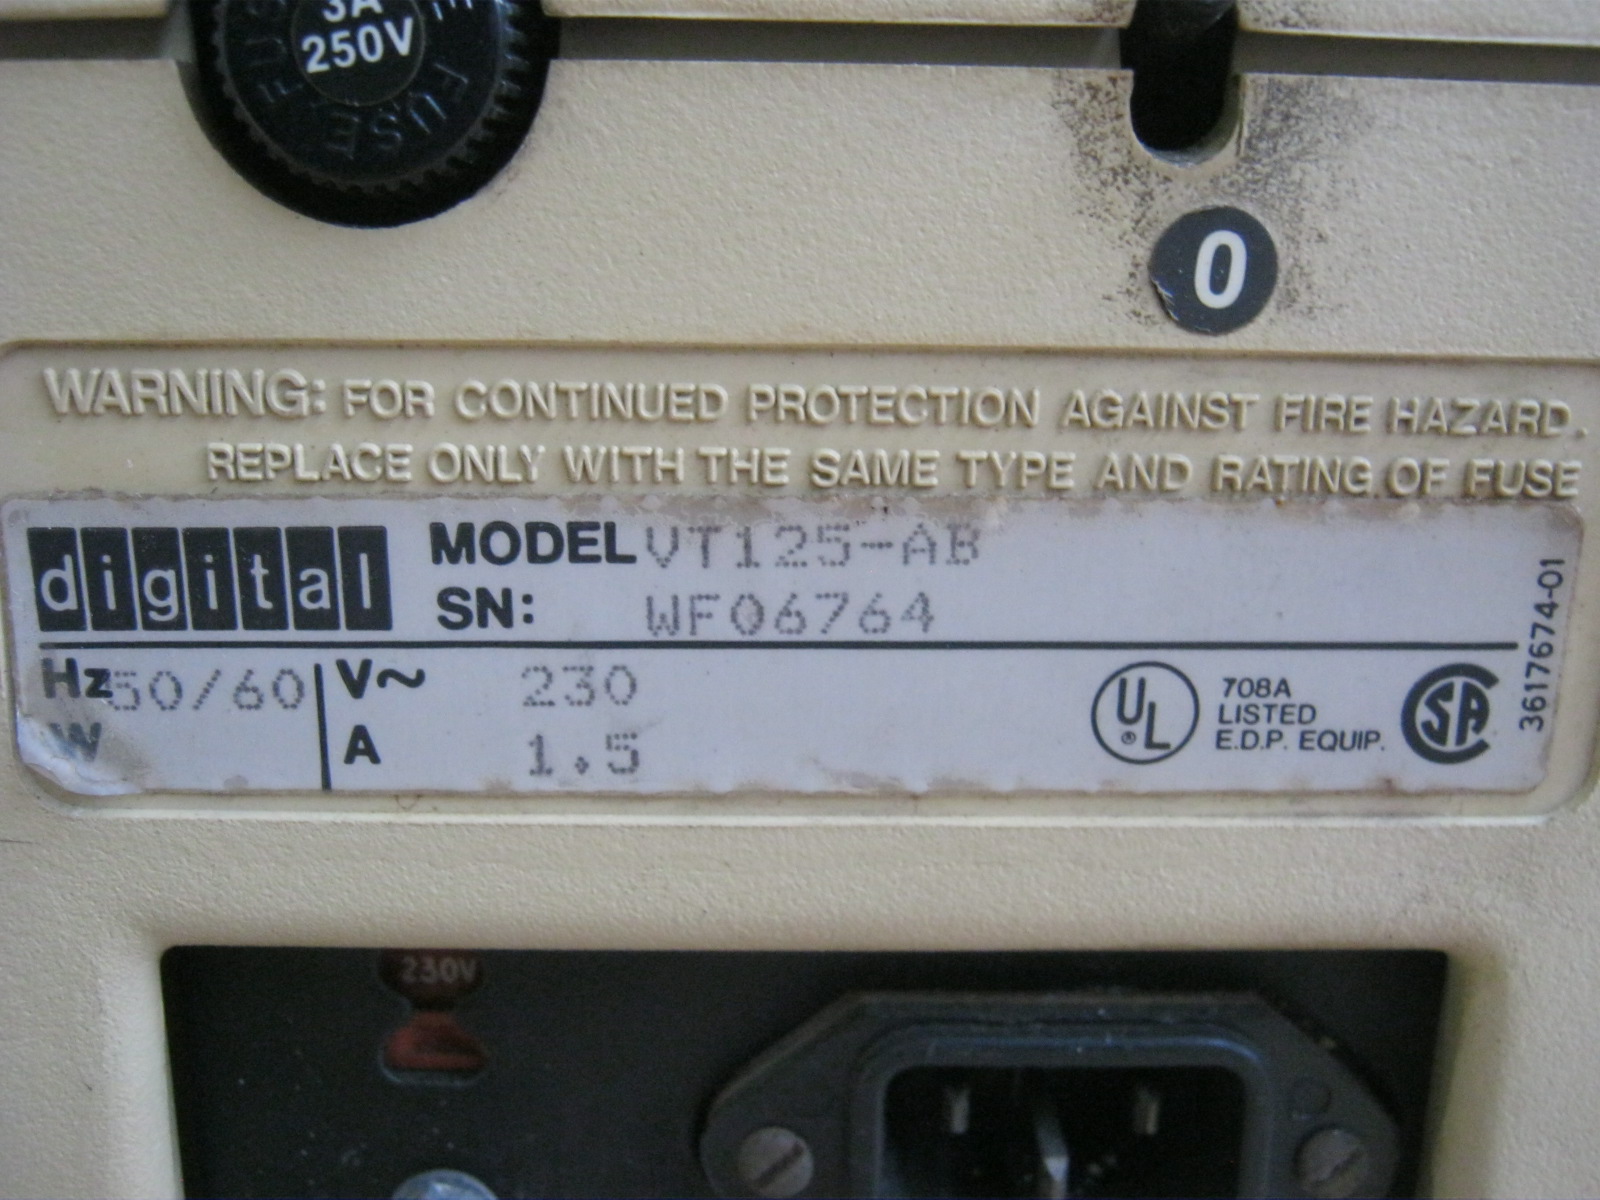 3A
250V
FUSE FUSE
0
WARNING: FOR CONTINUED PROTECTION AGAINST FIRE HAZARD.
REPLACE ONLY WITH THE SAME TYPE AND RATING OF FUSE
digital MODEL VT125-AB
SN: WF06764
Hz 50/60 V~ 230
W A 1.5
UL ® 708A
LISTED
E.D.P. EQUIP.
SA
3617674-01
230V